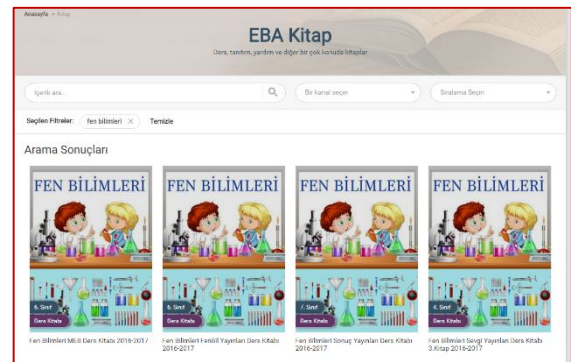 Anasayfa > Kitap
EBA Kitap
Ders, tanıtım, yardım ve diğer bir çok konuda kitaplar
İçerik ara...
Bir kanal seçin
Sıralama Seçin
Seçilen Filtreler: fen bilimleri × Temizle
Arama Sonuçları
FEN BİLİMLERİ
6. Sınıf
Ders Kitabı
Fen Bilimleri MEB Ders Kitabı 2016-2017
FEN BİLİMLERİ
6. Sınıf
Ders Kitabı
Fen Bilimleri FenBil Yayınları Ders Kitabı
2016-2017
FEN BİLİMLERİ
7. Sınıf
Ders Kitabı
Fen Bilimleri Sonuç Yayınları Ders Kitabı
2016-2017
FEN BİLİMLERİ
4. Sınıf
Ders Kitabı
Fen Bilimleri Sevgi Yayınları Ders Kitabı
3.Kitap 2016-2017